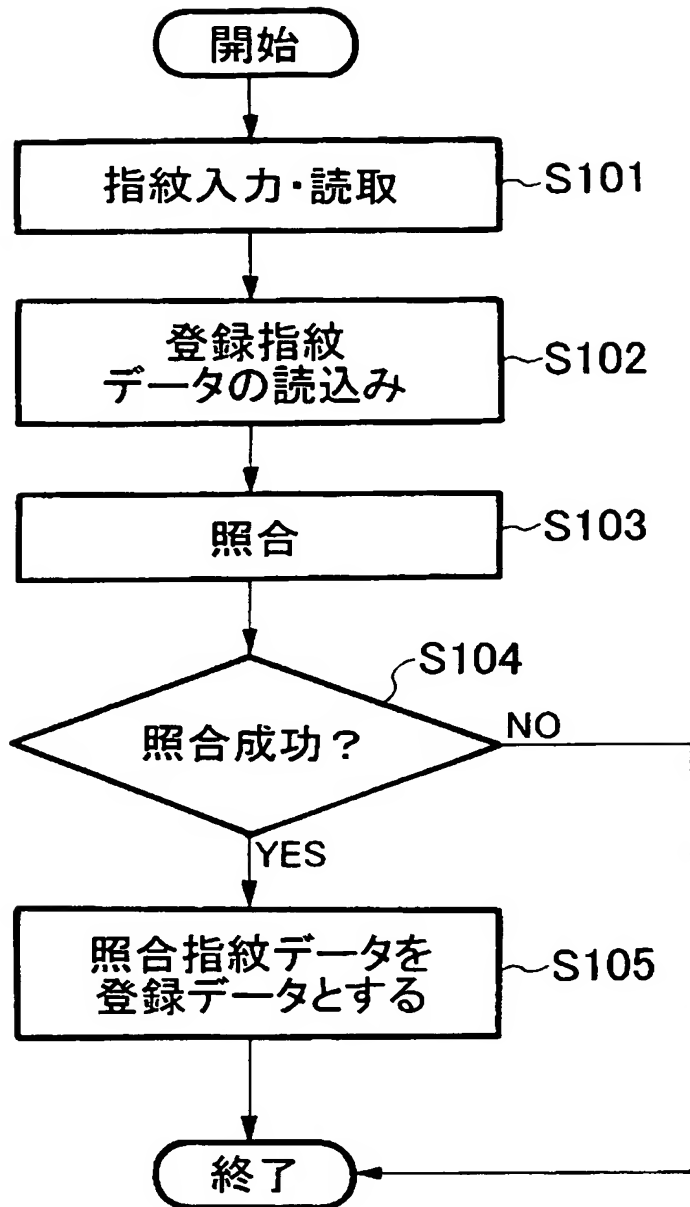 開始
指紋入力・読取
S101
登録指紋
データの読込み
S102
照合
S103
S104
照合成功?
NO
YES
照合指紋データを
登録データとする
S105
終了